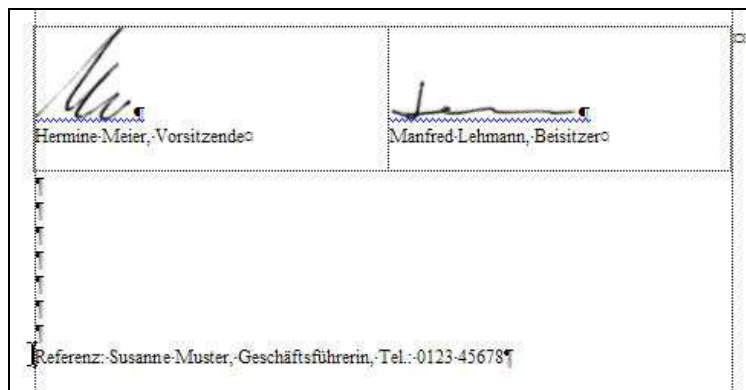 Hermine Meier, Vorsitzende
Manfred Lehmann, Beisitzer
Referenz: Susanne Muster, Geschäftsführerin, Tel.: 0123-45678